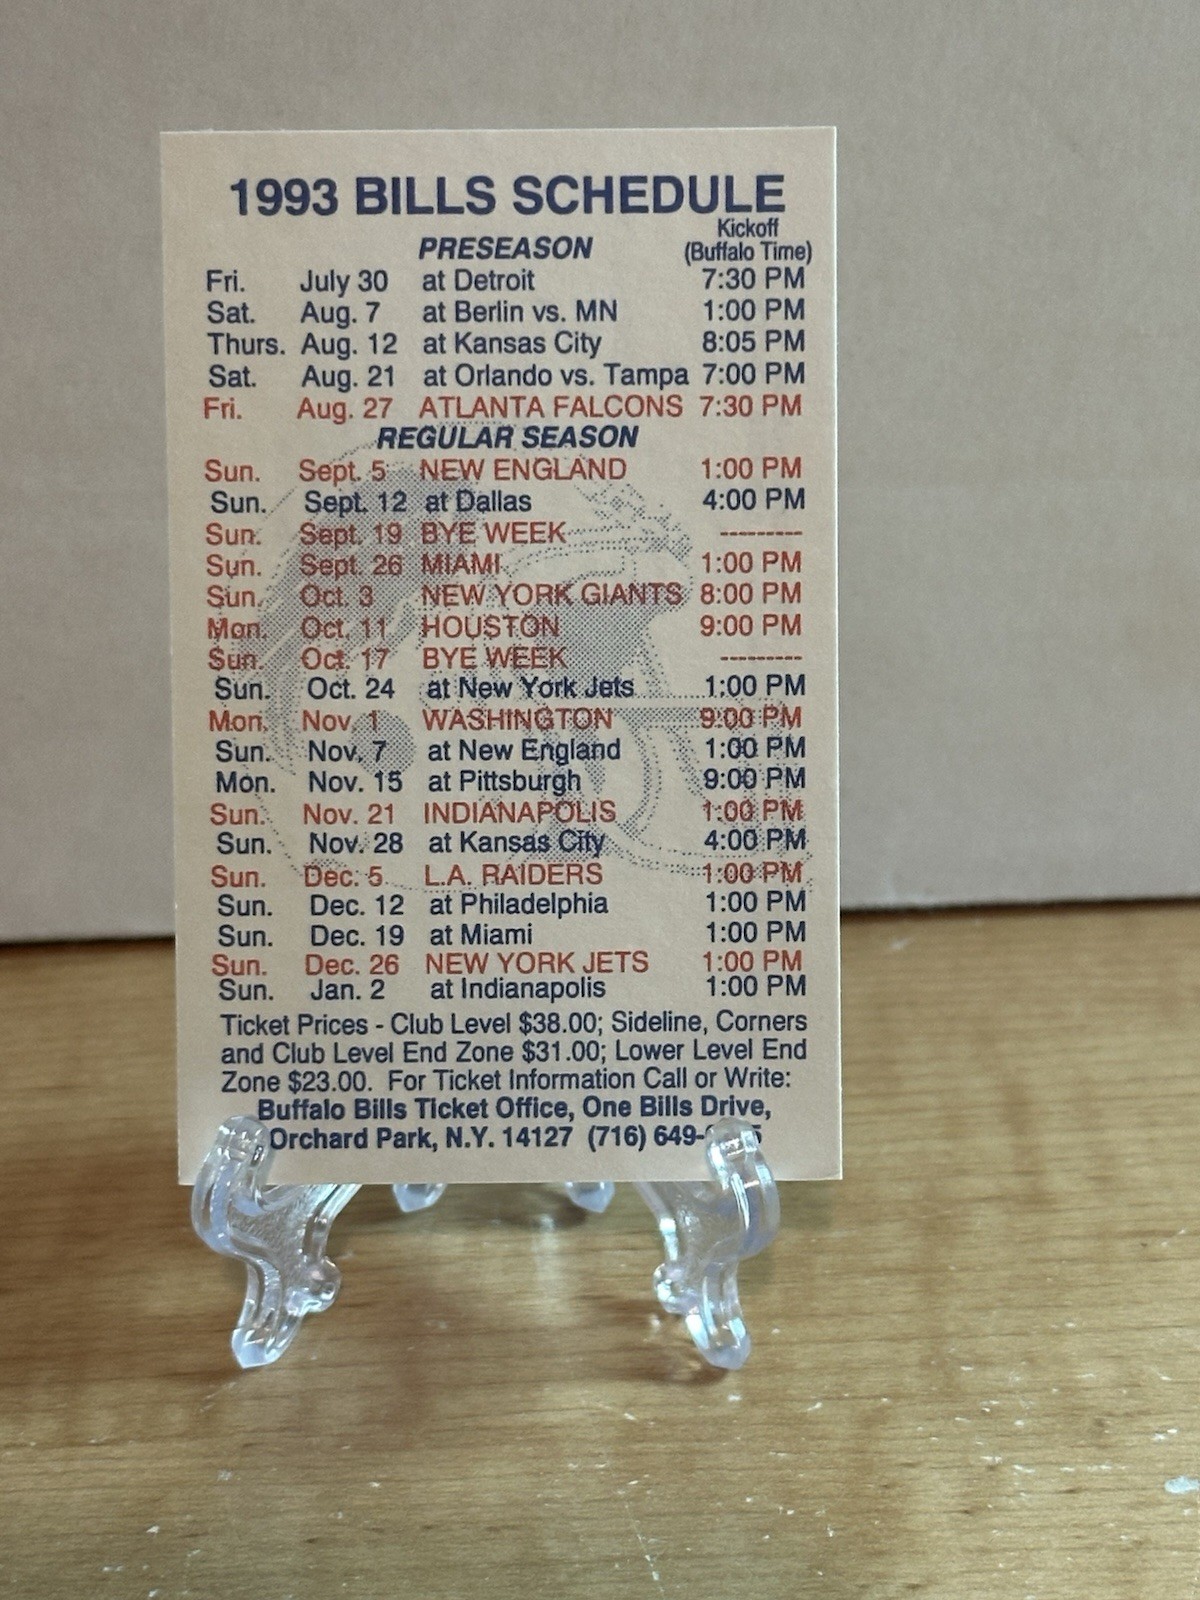 1993 BILLS SCHEDULE
Kickoff
PRESEASON (Buffalo Time)
Fri. July 30 at Detroit 7:30 PM
Sat. Aug. 7 at Berlin vs. MN 1:00 PM
Thurs. Aug. 12 at Kansas City 8:05 PM
Sat. Aug. 21 at Orlando vs. Tampa 7:00 PM
Fri. Aug. 27 ATLANTA FALCONS 7:30 PM
REGULAR SEASON
Sun. Sept. 5 NEW ENGLAND 1:00 PM
Sun. Sept. 12 at Dallas 4:00 PM
Sun. Sept. 19 BYE WEEK ---------
Sun. Sept. 26 MIAMI 1:00 PM
Sun. Oct. 3 NEW YORK GIANTS 8:00 PM
Mon. Oct. 11 HOUSTON 9:00 PM
Sun. Oct. 17 BYE WEEK ---------
Sun. Oct. 24 at New York Jets 1:00 PM
Mon. Nov. 1 WASHINGTON 9:00 PM
Sun. Nov. 7 at New England 1:00 PM
Mon. Nov. 15 at Pittsburgh 9:00 PM
Sun. Nov. 21 INDIANAPOLIS 1:00 PM
Sun. Nov. 28 at Kansas City 4:00 PM
Sun. Dec. 5 L.A. RAIDERS 1:00 PM
Sun. Dec. 12 at Philadelphia 1:00 PM
Sun. Dec. 19 at Miami 1:00 PM
Sun. Dec. 26 NEW YORK JETS 1:00 PM
Sun. Jan. 2 at Indianapolis 1:00 PM
Ticket Prices - Club Level $38.00; Sideline, Corners
and Club Level End Zone $31.00; Lower Level End
Zone $23.00. For Ticket Information Call or Write:
Buffalo Bills Ticket Office, One Bills Drive,
Orchard Park, N.Y. 14127 (716)